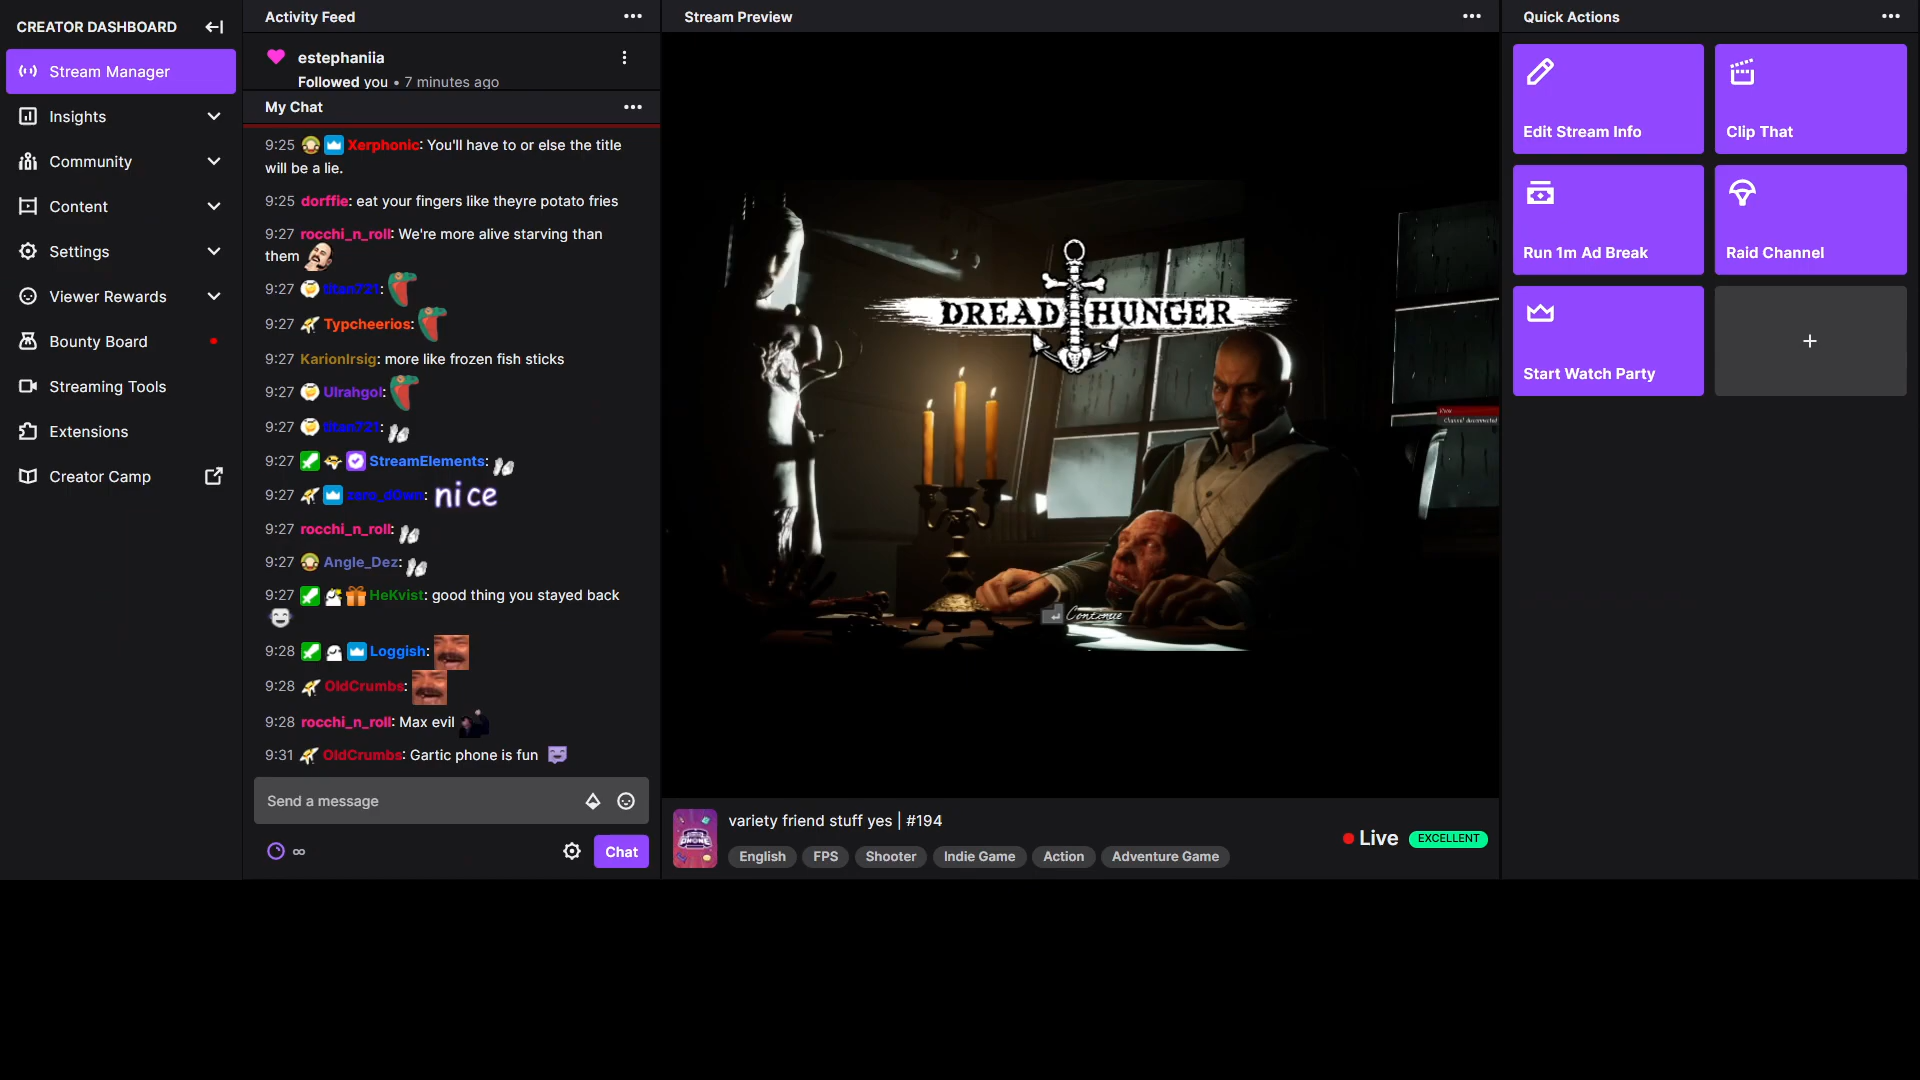 CREATOR DASHBOARD
Stream Manager
Insights
Community
Content
Settings
Viewer Rewards
Bounty Board
Streaming Tools
Extensions
Creator Camp
Activity Feed
estephaniia
Followed you • 7 minutes ago
My Chat
9:25 Xerphonic: You'll have to or else the title
will be a lie.
9:25 dorffie: eat your fingers like theyre potato fries
9:27 rocchi_n_roll: We're more alive starving than
them
9:27 titan721:
9:27 Typcheerios:
9:27 KarionIrsig: more like frozen fish sticks
9:27 Ulrahgol:
9:27 titan721:
9:27 StreamElements:
9:27 zero_d0wn: nice
9:27 rocchi_n_roll:
9:27 Angle_Dez:
9:27 HeKvist: good thing you stayed back
9:28 Loggish:
9:28 OldCrumbs:
9:28 rocchi_n_roll: Max evil
9:31 OldCrumbs: Gartic phone is fun
Send a message
∞
Chat
Stream Preview
DREAD HUNGER
Continue
Channel disconnected
variety friend stuff yes | #194
English
FPS
Shooter
Indie Game
Action
Adventure Game
Live
EXCELLENT
Quick Actions
Edit Stream Info
Clip That
Run 1m Ad Break
Raid Channel
Start Watch Party
+